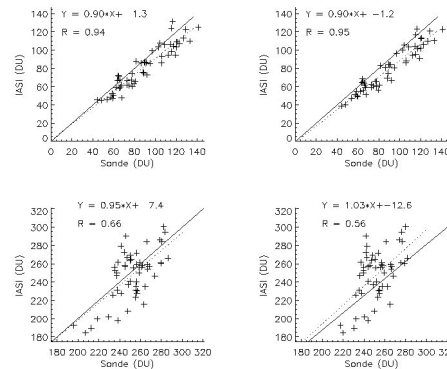 Y = 0.90*X+ 1.3
R = 0.94
IASI (DU)
140
120
100
80
60
40
20
0
0 20 40 60 80 100 120 140
Sonde (DU)
Y = 0.90*X+ -1.2
R = 0.95
IASI (DU)
140
120
100
80
60
40
20
0
0 20 40 60 80 100 120 140
Sonde (DU)
Y = 0.95*X+ 7.4
R = 0.66
IASI (DU)
320
300
280
260
240
220
200
180
180 200 220 240 260 280 300 320
Sonde (DU)
Y = 1.03*X+-12.6
R = 0.56
IASI (DU)
320
300
280
260
240
220
200
180
180 200 220 240 260 280 300 320
Sonde (DU)